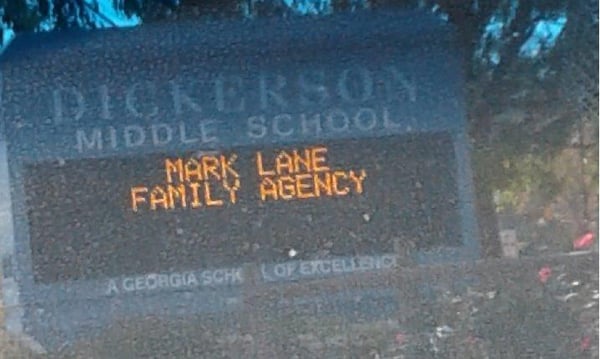 DICKERSON
MIDDLE SCHOOL
MARK LANE
FAMILY AGENCY
A GEORGIA SCH L OF EXCELLENCE